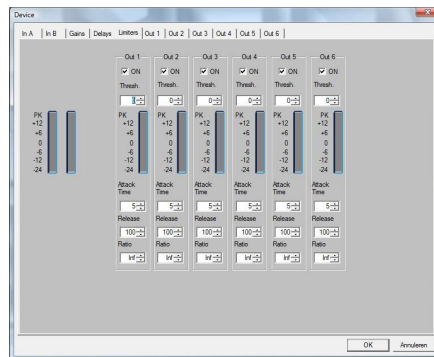 Device
In A In B Gains Delays Limiters Out 1 Out 2 Out 3 Out 4 Out 5 Out 6
Out 1 Out 2 Out 3 Out 4 Out 5 Out 6
ON ON ON ON ON ON
Thresh. Thresh. Thresh. Thresh. Thresh. Thresh.
0 0 0 0 0 0
PK PK PK PK PK PK PK
+12 +12 +12 +12 +12 +12 +12
+6 +6 +6 +6 +6 +6 +6
0 0 0 0 0 0 0
-6 -6 -6 -6 -6 -6 -6
-12 -12 -12 -12 -12 -12 -12
-24 -24 -24 -24 -24 -24 -24
Attack Attack Attack Attack Attack Attack
Time Time Time Time Time Time
5 5 5 5 5 5
Release Release Release Release Release Release
100 100 100 100 100 100
Ratio Ratio Ratio Ratio Ratio Ratio
Inf Inf Inf Inf Inf Inf
OK Annuleren